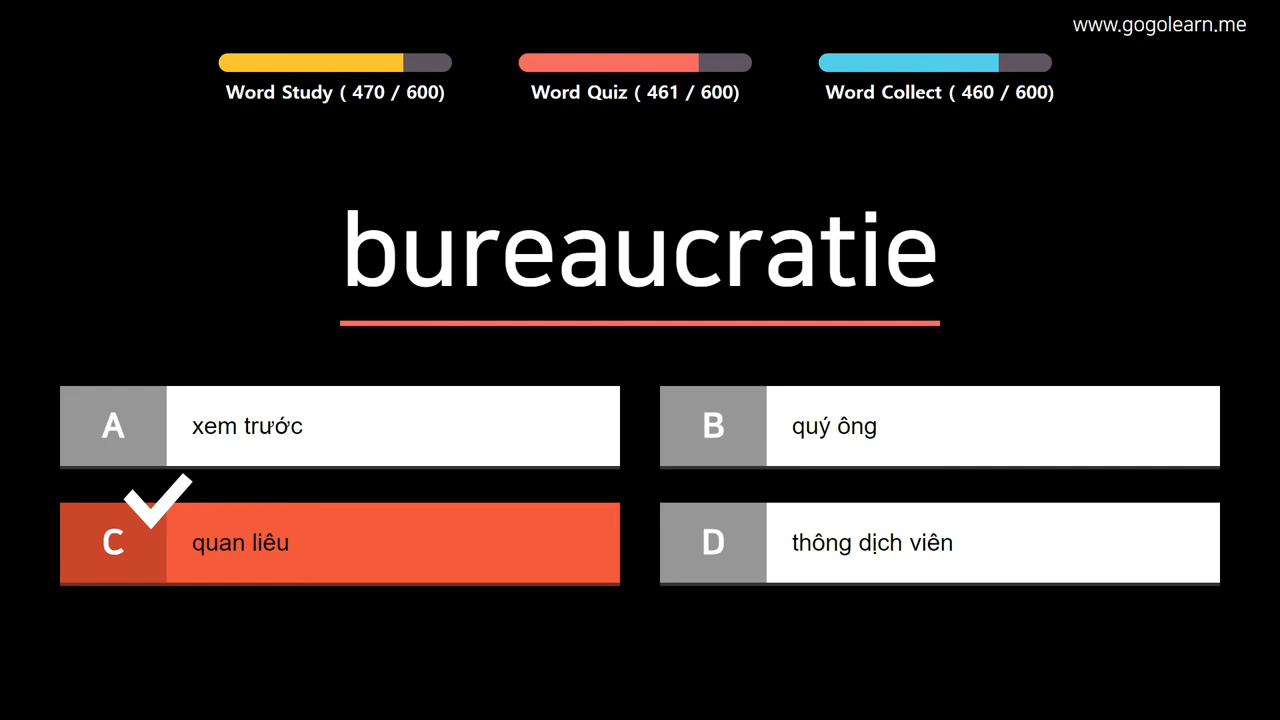 www.gogolearn.me
Word Study ( 470 / 600)
Word Quiz ( 461 / 600)
Word Collect ( 460 / 600)
bureaucratie
A xem trước
B quý ông
C quan liêu
D thông dịch viên